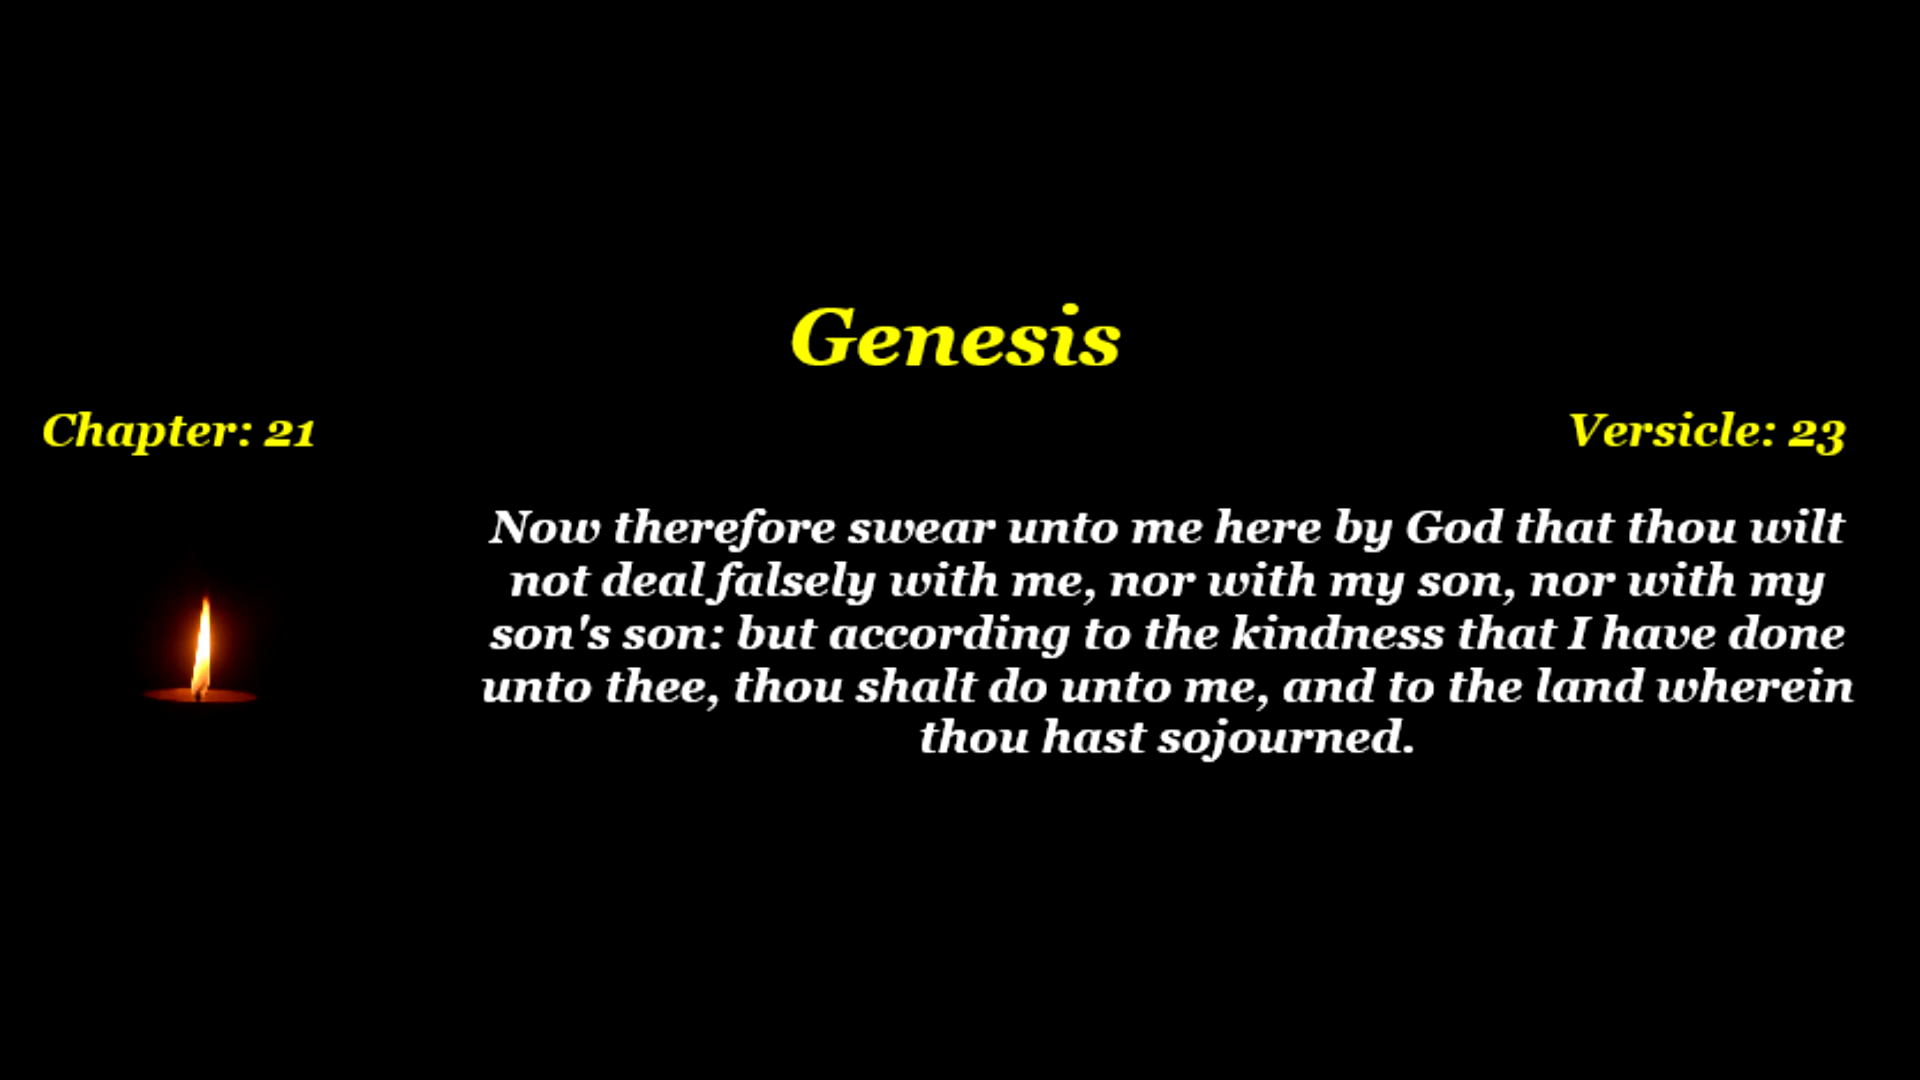 Genesis
Chapter: 21
Versicle: 23
Now therefore swear unto me here by God that thou wilt
not deal falsely with me, nor with my son, nor with my
son's son: but according to the kindness that I have done
unto thee, thou shalt do unto me, and to the land wherein
thou hast sojourned.